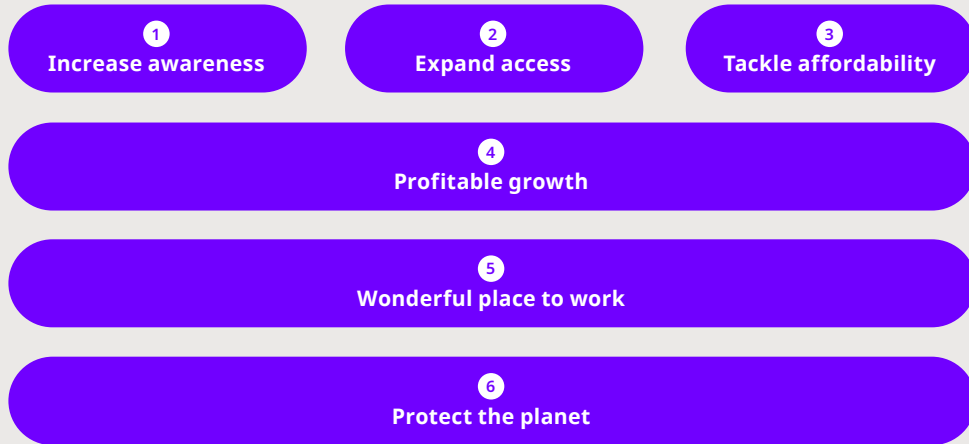 1
Increase awareness
2
Expand access
3
Tackle affordability
4
Profitable growth
5
Wonderful place to work
6
Protect the planet